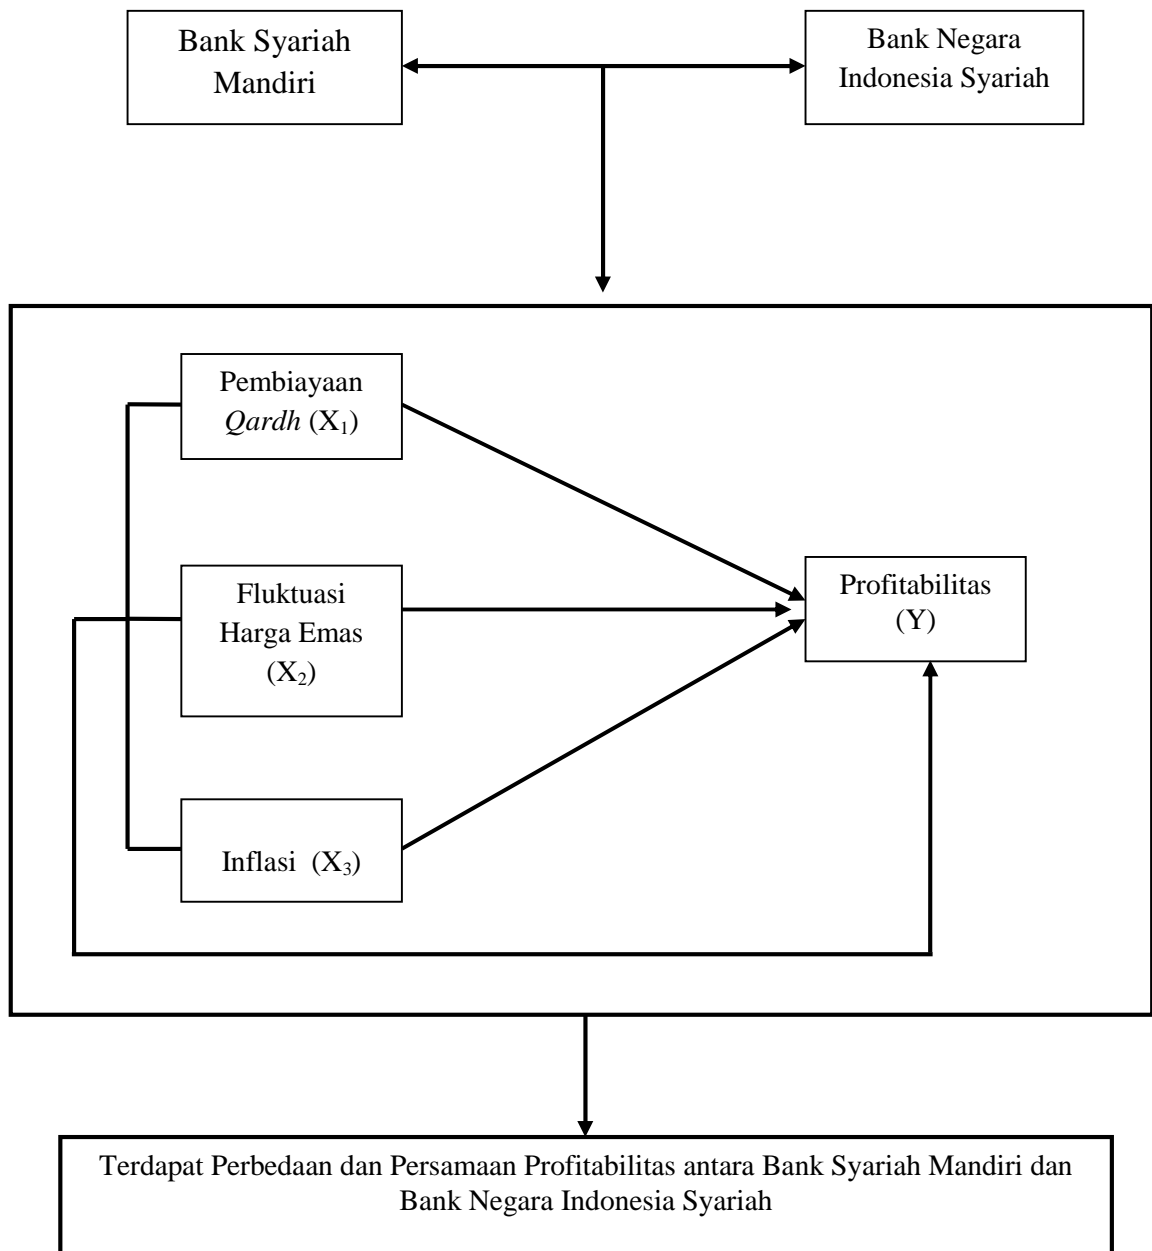 Bank Syariah
Mandiri
Bank Negara
Indonesia Syariah
Pembiayaan
Qardh (X₁)
Fluktuasi
Harga Emas
(X₂)
Profitabilitas
(Y)
Inflasi (X₃)
Terdapat Perbedaan dan Persamaan Profitabilitas antara Bank Syariah Mandiri dan
Bank Negara Indonesia Syariah